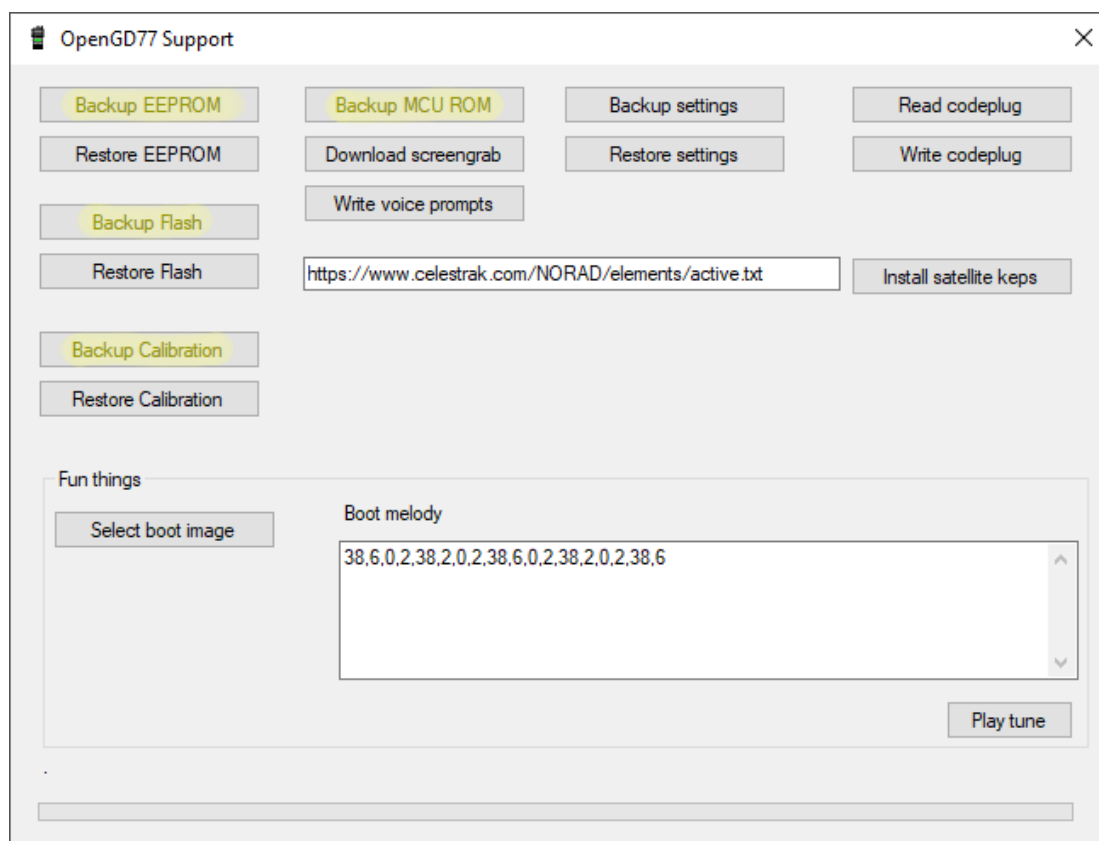 OpenGD77 Support
Backup EEPROM
Backup MCU ROM
Backup settings
Read codeplug
Restore EEPROM
Download screengrab
Restore settings
Write codeplug
Write voice prompts
Backup Flash
Restore Flash
https://www.celestrak.com/NORAD/elements/active.txt
Install satellite keps
Backup Calibration
Restore Calibration
Fun things
Select boot image
Boot melody
38,6,0,2,38,2,0,2,38,6,0,2,38,2,0,2,38,6
Play tune
.